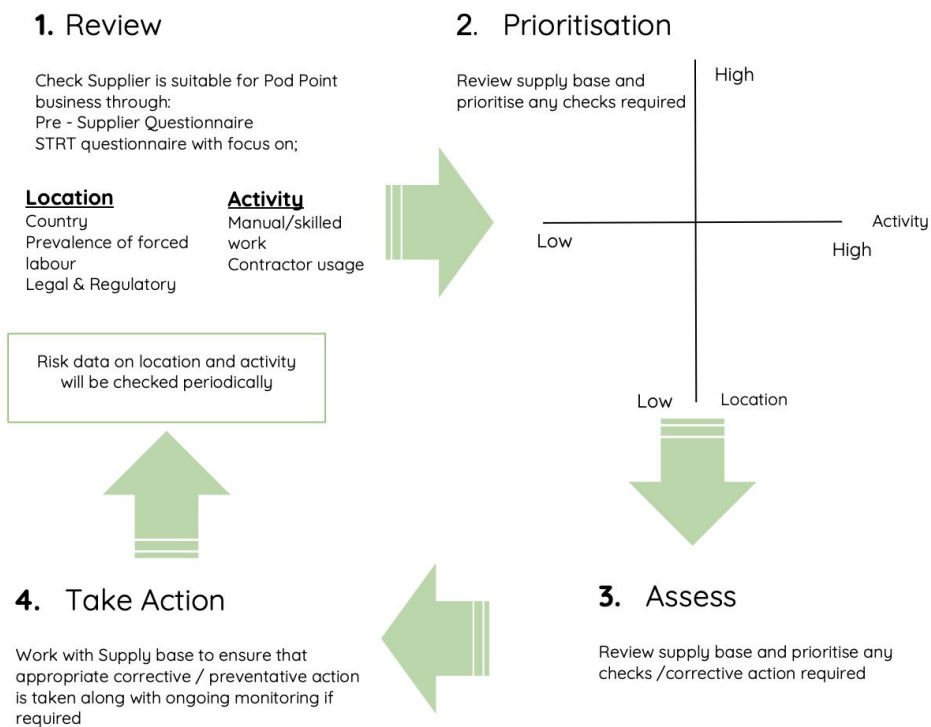 1. Review
Check Supplier is suitable for Pod Point
business through:
Pre - Supplier Questionnaire
STRT questionnaire with focus on;
Location
Country
Prevalence of forced
labour
Legal & Regulatory
Activity
Manual/skilled
work
Contractor usage
Risk data on location and activity
will be checked periodically
2. Prioritisation
Review supply base and
prioritise any checks required
High
Activity
Low
High
Low
Location
3. Assess
Review supply base and prioritise any
checks /corrective action required
4. Take Action
Work with Supply base to ensure that
appropriate corrective / preventative action
is taken along with ongoing monitoring if
required